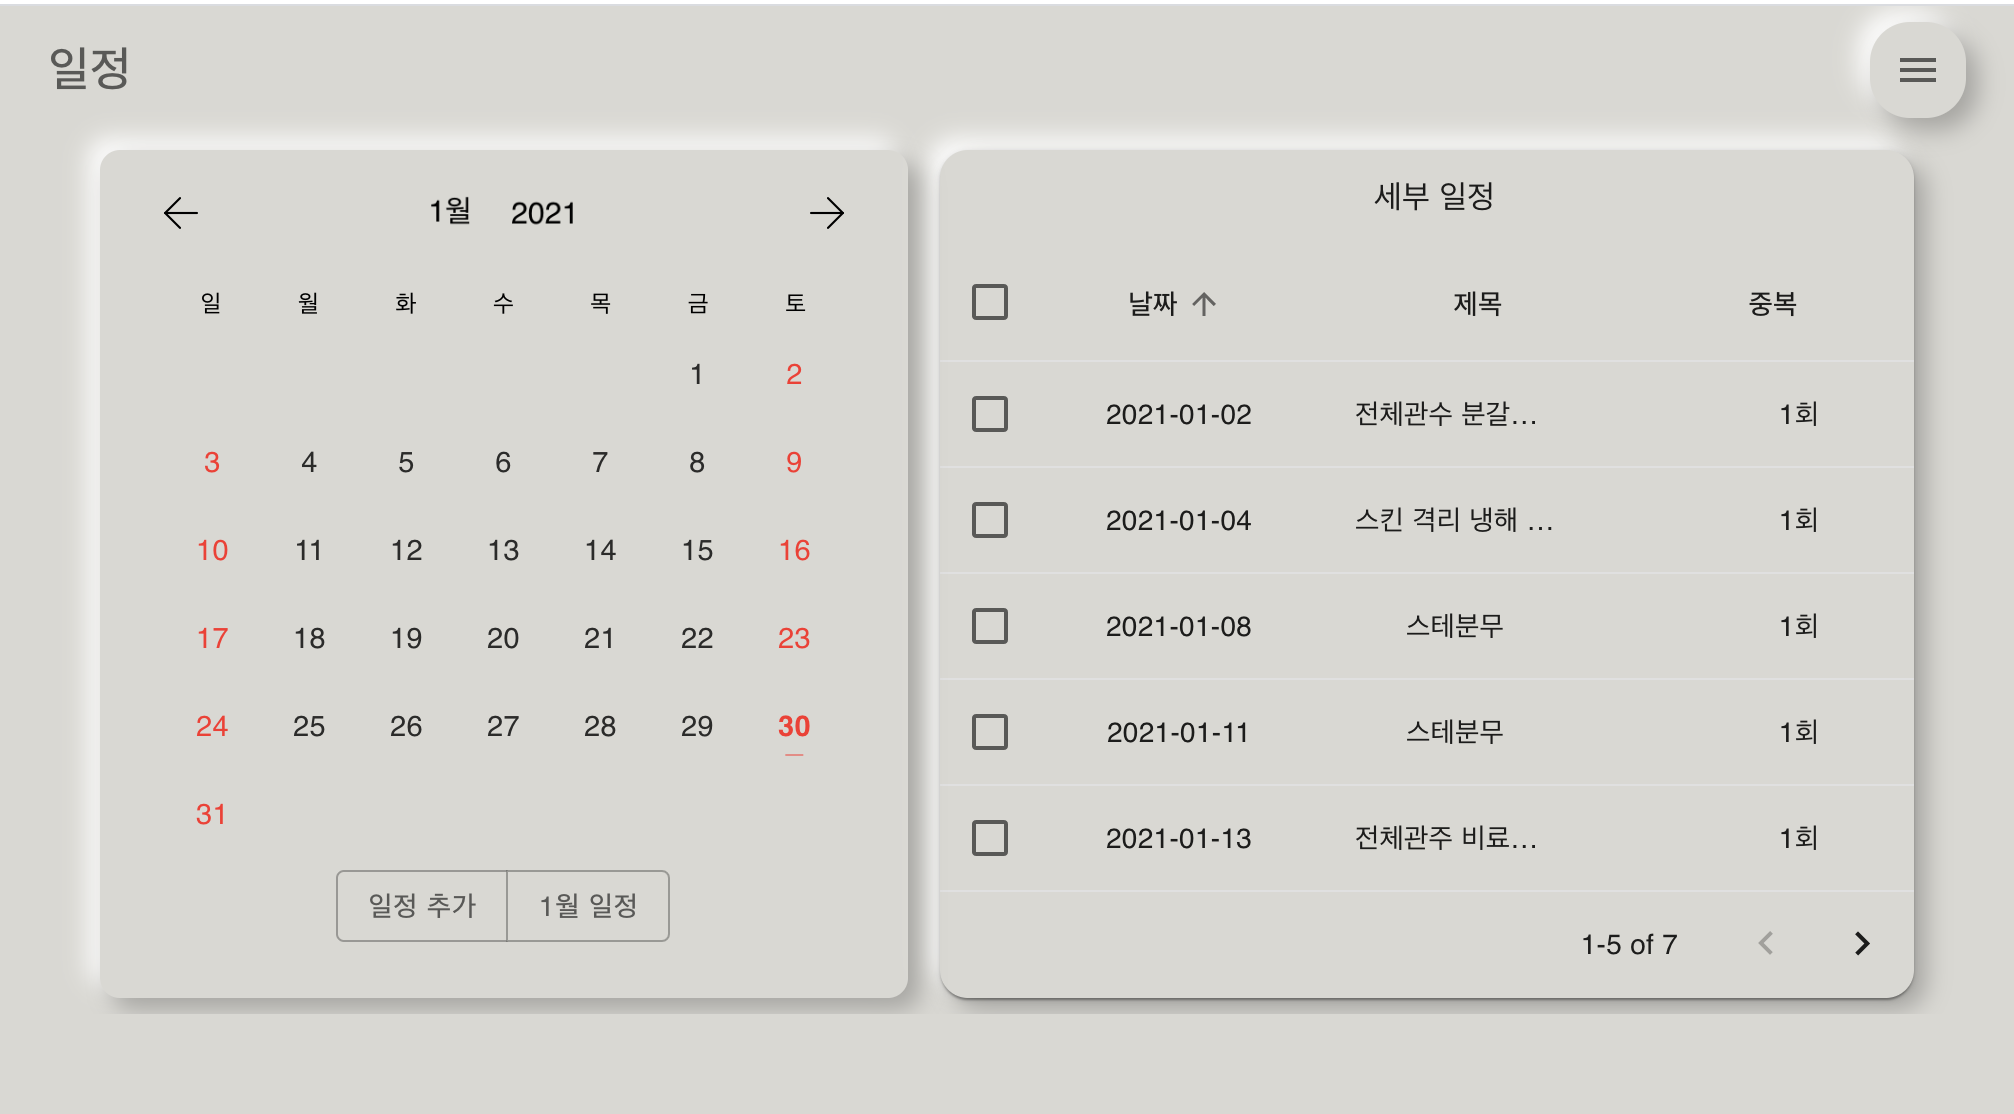 일정
1월 2021
일 월 화 수 목 금 토
1 2
3 4 5 6 7 8 9
10 11 12 13 14 15 16
17 18 19 20 21 22 23
24 25 26 27 28 29 30
31
일정 추가 1월 일정
세부 일정
날짜 제목 중복
2021-01-02 전체관수 분갈... 1회
2021-01-04 스킨 격리 냉해 ... 1회
2021-01-08 스테분무 1회
2021-01-11 스테분무 1회
2021-01-13 전체관주 비료... 1회
1-5 of 7